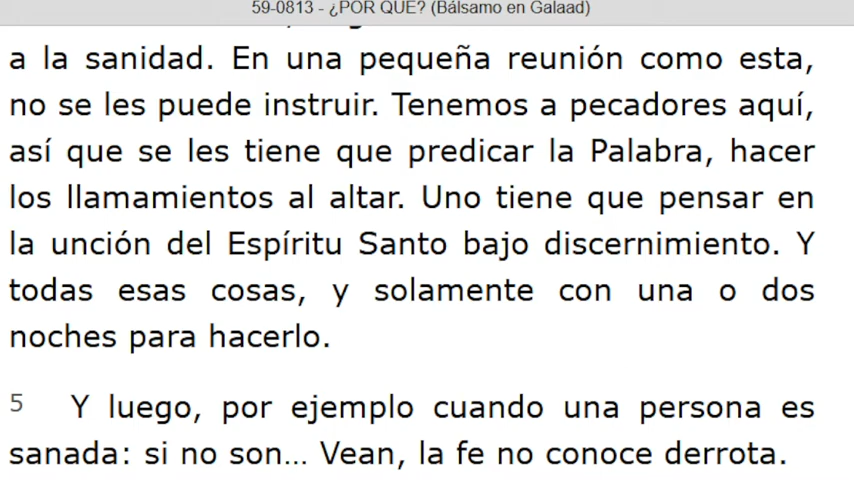 59-0813 - ¿POR QUÉ? (Bálsamo en Galaad)
a la sanidad. En una pequeña reunión como esta,
no se les puede instruir. Tenemos a pecadores aquí,
así que se les tiene que predicar la Palabra, hacer
los llamamientos al altar. Uno tiene que pensar en
la unción del Espíritu Santo bajo discernimiento. Y
todas esas cosas, y solamente con una o dos
noches para hacerlo.
5 Y luego, por ejemplo cuando una persona es
sanada: si no son... Vean, la fe no conoce derrota.